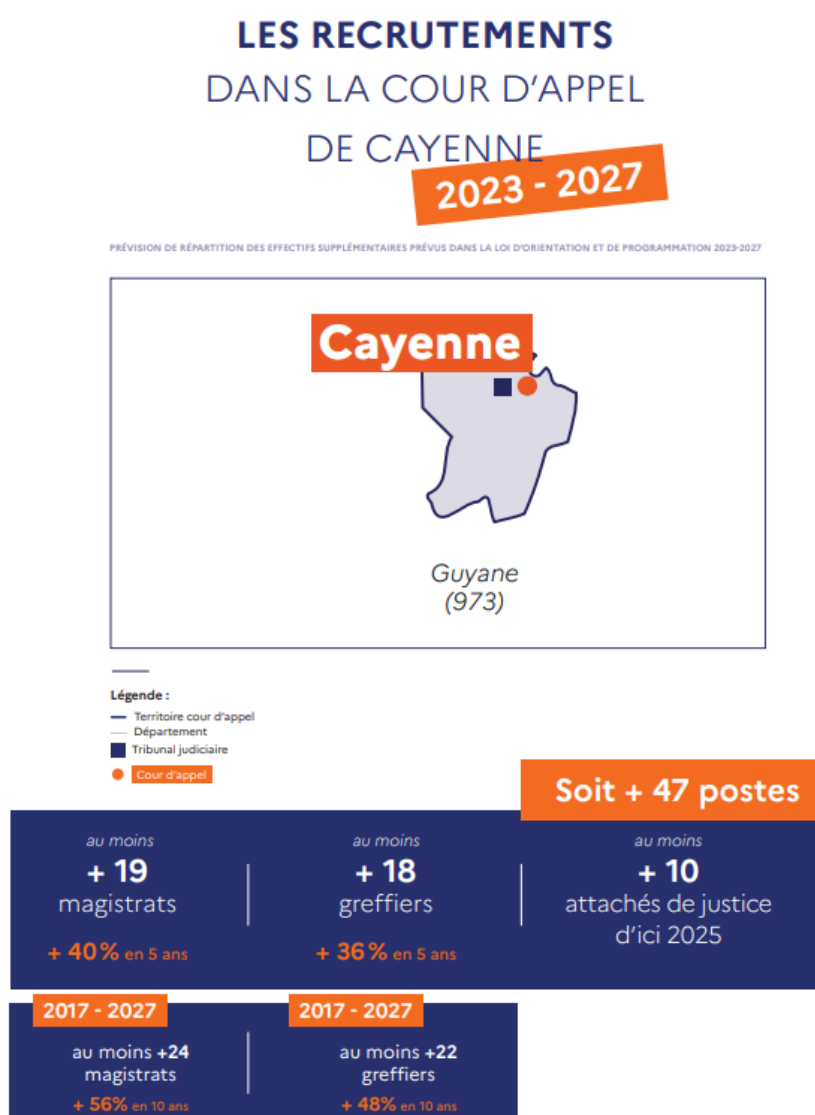 LES RECRUTEMENTS
DANS LA COUR D'APPEL
DE CAYENNE
2023 - 2027
PRÉVISION DE RÉPARTITION DES EFFECTIFS SUPPLÉMENTAIRES PRÉVUS DANS LA LOI D'ORIENTATION ET DE PROGRAMMATION 2023-2027
Cayenne
Guyane
(973)
Légende :
Territoire cour d'appel
Département
Tribunal judiciaire
Cour d'appel
Soit + 47 postes
au moins
+ 19
magistrats
+ 40% en 5 ans
au moins
+ 18
greffiers
+ 36% en 5 ans
au moins
+ 10
attachés de justice
d'ici 2025
2017 - 2027
au moins +24
magistrats
+ 56% en 10 ans
2017 - 2027
au moins +22
greffiers
+ 48% en 10 ans